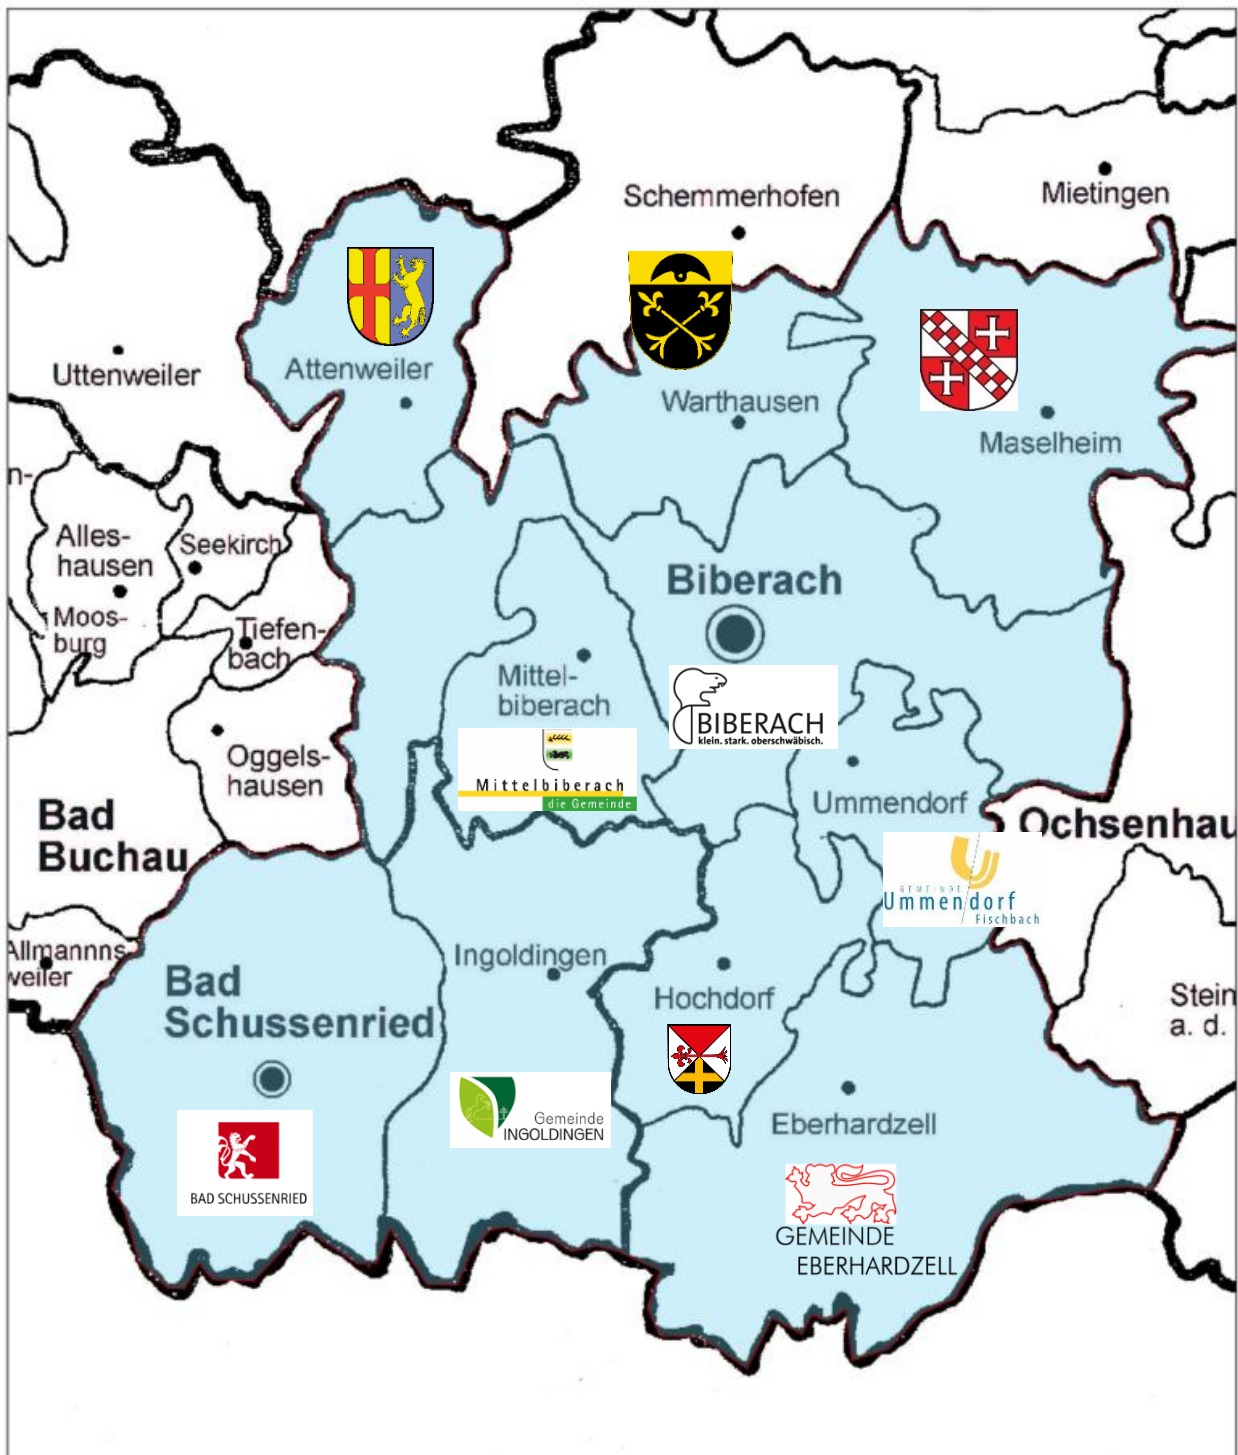 Schemmerhofen
Mietingen
Uttenweiler
Attenweiler
Warthausen
Maselheim
n-
Alles-
hausen
Seekirch
Moos-
burg
Tiefen-
bach
Biberach
Mittel-
biberach
BIBERACH
klein. stark. oberschwäbisch.
Oggels-
hausen
Mittelbiberach
die Gemeinde
Ummendorf
Bad
Buchau
Ochsenhau
GEMEINDE
Ummendorf
Fischbach
Allmannns
weiler
Bad
Schussenried
Ingoldingen
Hochdorf
Stein
a. d.
Gemeinde
INGOLDINGEN
Eberhardzell
BAD SCHUSSENRIED
GEMEINDE
EBERHARDZELL